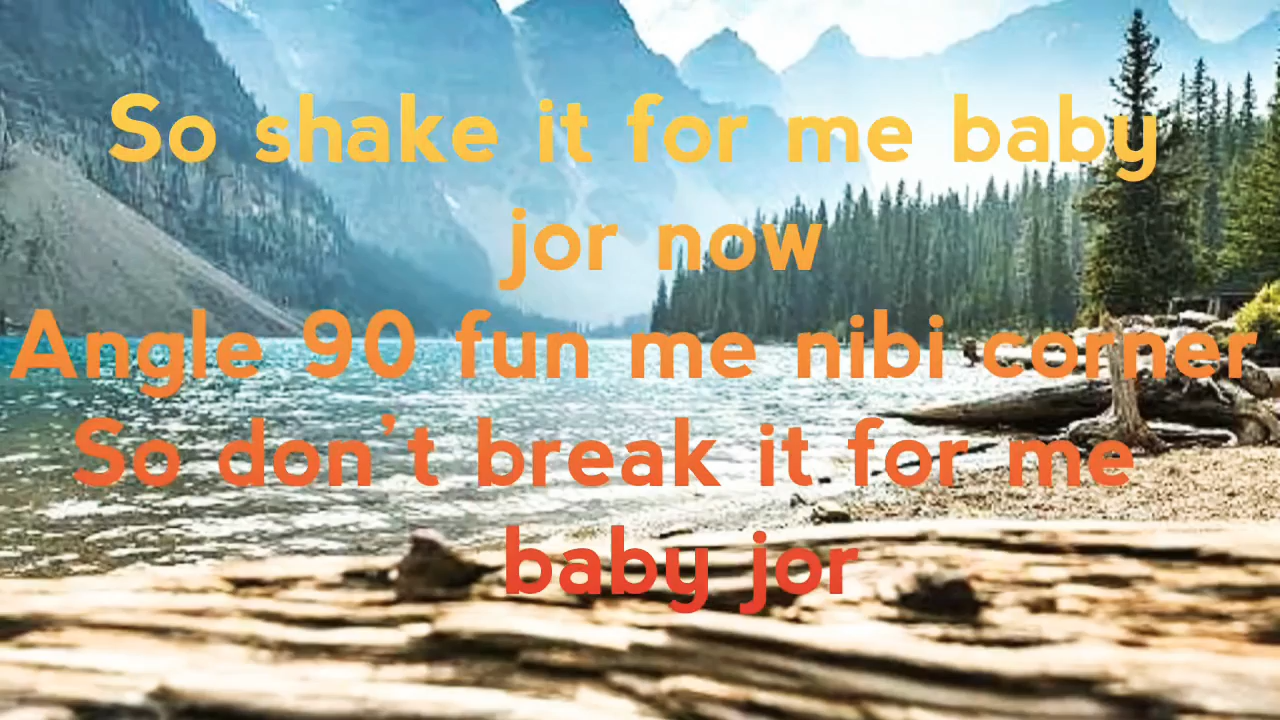 So shake it for me baby
jor now
Angle 90 fun me nibi corner
So don't break it for me
baby jor